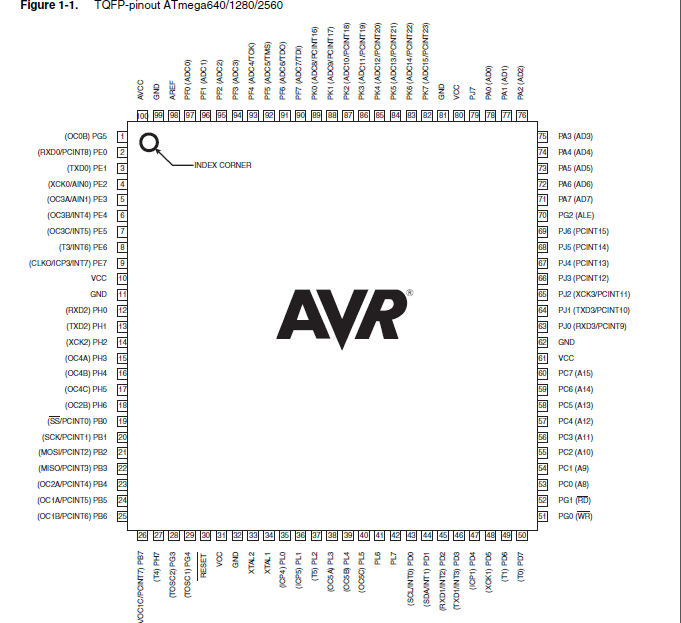 Figure 1-1. TQFP-pinout ATmega640/1280/2560
AVCC
GND
AREF
PF0 (ADC0)
PF1 (ADC1)
PF2 (ADC2)
PF3 (ADC3)
PF4 (ADC4/TCK)
PF5 (ADC5/TMS)
PF6 (ADC6/TDO)
PF7 (ADC7/TDI)
PK0 (ADC8/PCINT16)
PK1 (ADC9/PCINT17)
PK2 (ADC10/PCINT18)
PK3 (ADC11/PCINT19)
PK4 (ADC12/PCINT20)
PK5 (ADC13/PCINT21)
PK6 (ADC14/PCINT22)
PK7 (ADC15/PCINT23)
GND
VCC
PJ7
PA0 (AD0)
PA1 (AD1)
PA2 (AD2)
100 99 98 97 96 95 94 93 92 91 90 89 88 87 86 85 84 83 82 81 80 79 78 77 76
(OC0B) PG5 1
(RXD0/PCINT8) PE0 2
(TXD0) PE1 3
(XCK0/AIN0) PE2 4
(OC3A/AIN1) PE3 5
(OC3B/INT4) PE4 6
(OC3C/INT5) PE5 7
(T3/INT6) PE6 8
(CLKO/ICP3/INT7) PE7 9
VCC 10
GND 11
(RXD2) PH0 12
(TXD2) PH1 13
(XCK2) PH2 14
(OC4A) PH3 15
(OC4B) PH4 16
(OC4C) PH5 17
(OC2B) PH6 18
(SS/PCINT0) PB0 19
(SCK/PCINT1) PB1 20
(MOSI/PCINT2) PB2 21
(MISO/PCINT3) PB3 22
(OC2A/PCINT4) PB4 23
(OC1A/PCINT5) PB5 24
(OC1B/PCINT6) PB6 25
INDEX CORNER
AVR®
75 PA3 (AD3)
74 PA4 (AD4)
73 PA5 (AD5)
72 PA6 (AD6)
71 PA7 (AD7)
70 PG2 (ALE)
69 PJ6 (PCINT15)
68 PJ5 (PCINT14)
67 PJ4 (PCINT13)
66 PJ3 (PCINT12)
65 PJ2 (XCK3/PCINT11)
64 PJ1 (TXD3/PCINT10)
63 PJ0 (RXD3/PCINT9)
62 GND
61 VCC
60 PC7 (A15)
59 PC6 (A14)
58 PC5 (A13)
57 PC4 (A12)
56 PC3 (A11)
55 PC2 (A10)
54 PC1 (A9)
53 PC0 (A8)
52 PG1 (RD)
51 PG0 (WR)
26 27 28 29 30 31 32 33 34 35 36 37 38 39 40 41 42 43 44 45 46 47 48 49 50
VOC1C/PCINT7) PB7
(T4) PH7
(TOSC2) PG3
(TOSC1) PG4
RESET
VCC
GND
XTAL2
XTAL1
(ICP4) PL0
(ICP5) PL1
(T5) PL2
(OC5A) PL3
(OC5B) PL4
(OC5C) PL5
PL6
PL7
(SCL/INT0) PD0
(SDA/INT1) PD1
(RXD1/INT2) PD2
(TXD1/INT3) PD3
(ICP1) PD4
(XCK1) PD5
(T1) PD6
(T0) PD7